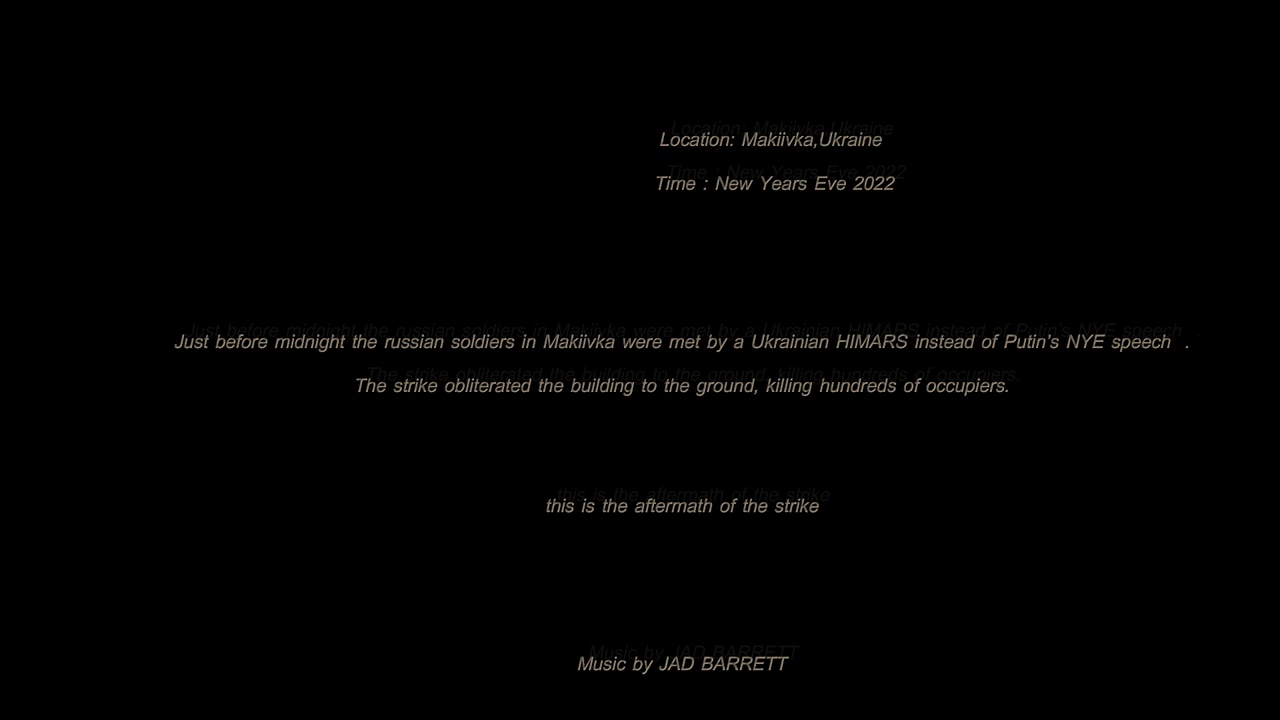 Location: Makiivka,Ukraine
Time : New Years Eve 2022
Just before midnight the russian soldiers in Makiivka were met by a Ukrainian HIMARS instead of Putin's NYE speech .
The strike obliterated the building to the ground, killing hundreds of occupiers.
this is the aftermath of the strike
Music by JAD BARRETT